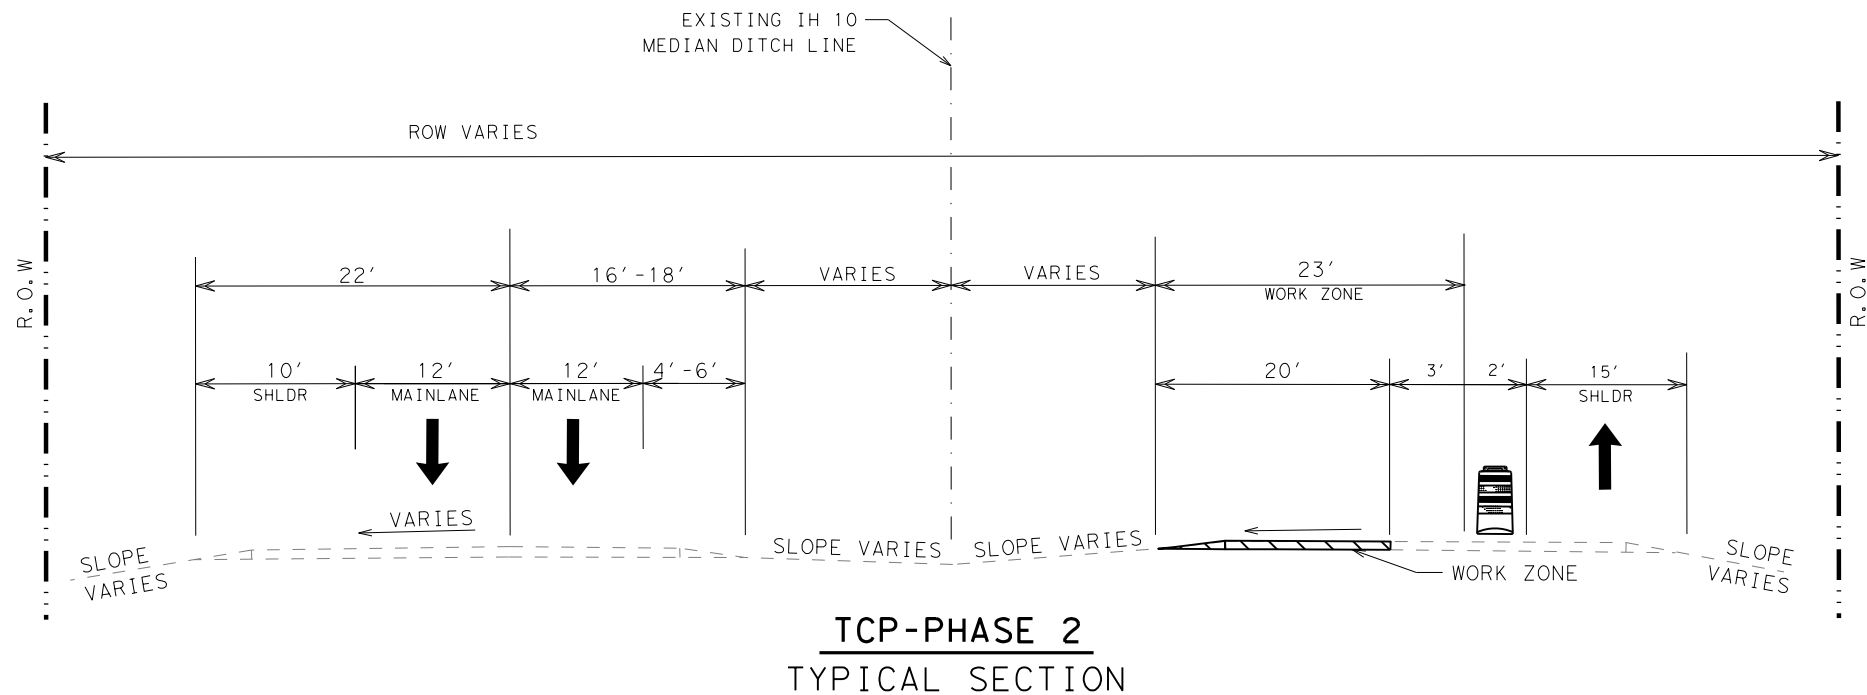 EXISTING IH 10
MEDIAN DITCH LINE
ROW VARIES
R.O.W
R.O.W
22'
16'-18'
VARIES
VARIES
23'
WORK ZONE
10'
SHLDR
12'
MAINLANE
12'
MAINLANE
4'-6'
20'
3'
2'
15'
SHLDR
VARIES
SLOPE
VARIES
SLOPE VARIES
SLOPE VARIES
WORK ZONE
SLOPE
VARIES
TCP-PHASE 2
TYPICAL SECTION